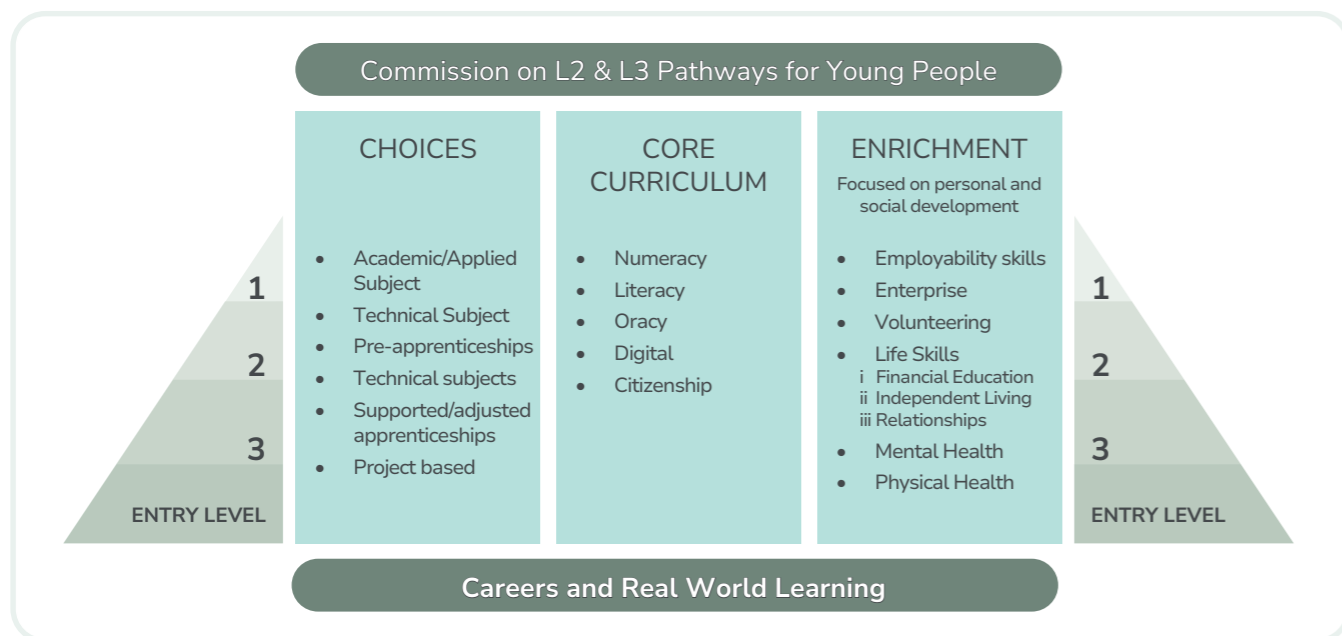 Commission on L2 & L3 Pathways for Young People
1
2
3
ENTRY LEVEL
CHOICES
• Academic/Applied
Subject
• Technical Subject
• Pre-apprenticeships
• Technical subjects
• Supported/adjusted
apprenticeships
• Project based
CORE
CURRICULUM
• Numeracy
• Literacy
• Oracy
• Digital
• Citizenship
ENRICHMENT
Focused on personal and
social development
• Employability skills
• Enterprise
• Volunteering
• Life Skills
i Financial Education
ii Independent Living
iii Relationships
• Mental Health
• Physical Health
1
2
3
ENTRY LEVEL
Careers and Real World Learning